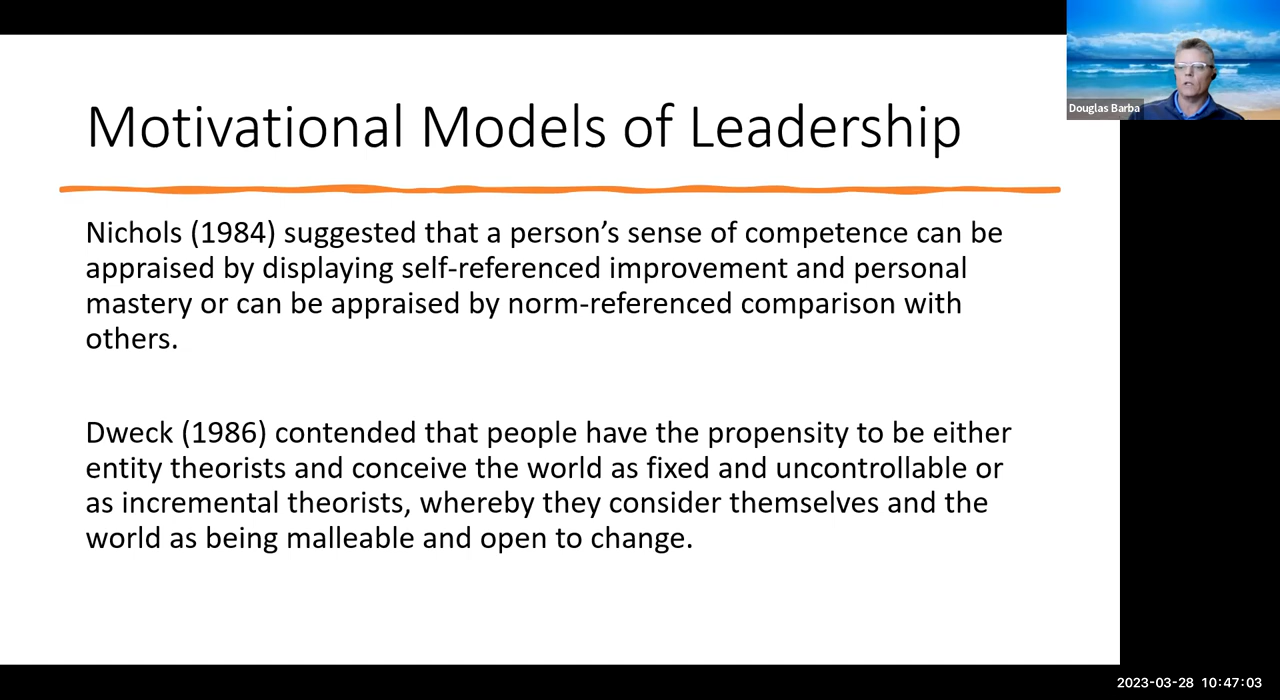 Motivational Models of Leadership
Douglas Barba
Nichols (1984) suggested that a person’s sense of competence can be
appraised by displaying self-referenced improvement and personal
mastery or can be appraised by norm-referenced comparison with
others.
Dweck (1986) contended that people have the propensity to be either
entity theorists and conceive the world as fixed and uncontrollable or
as incremental theorists, whereby they consider themselves and the
world as being malleable and open to change.
2023-03-28 10:47:03